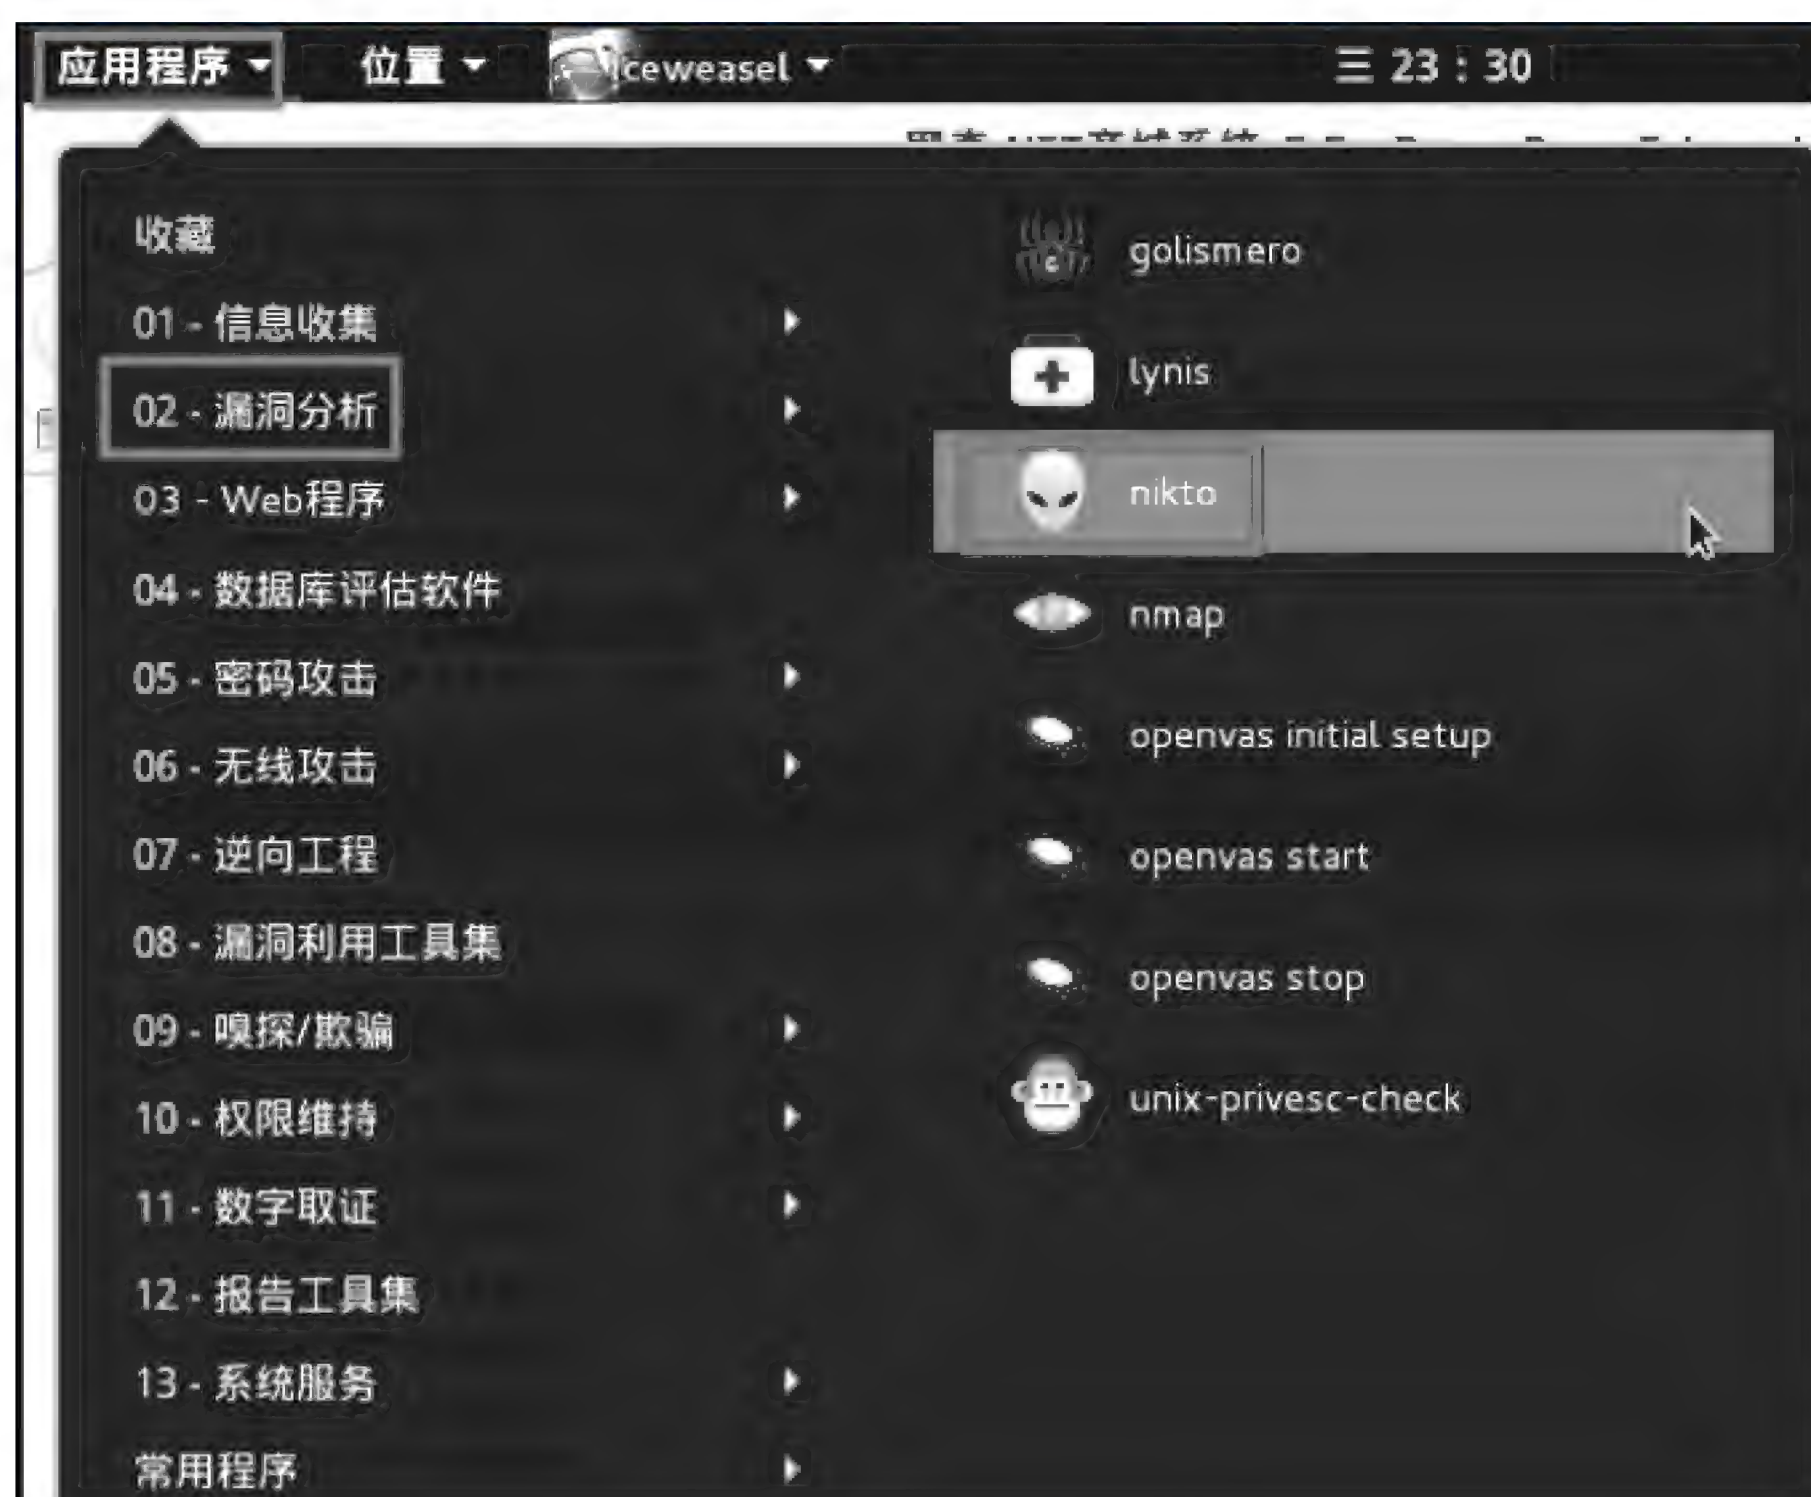 应用程序 位置 Iceweasel 三 23 : 30
收藏
01 - 信息收集
02 - 漏洞分析
03 - Web程序
04 - 数据库评估软件
05 - 密码攻击
06 - 无线攻击
07 - 逆向工程
08 - 漏洞利用工具集
09 - 嗅探/欺骗
10 - 权限维持
11 - 数字取证
12 - 报告工具集
13 - 系统服务
常用程序
golismero
lynis
nikto
nmap
openvas initial setup
openvas start
openvas stop
unix-privesc-check